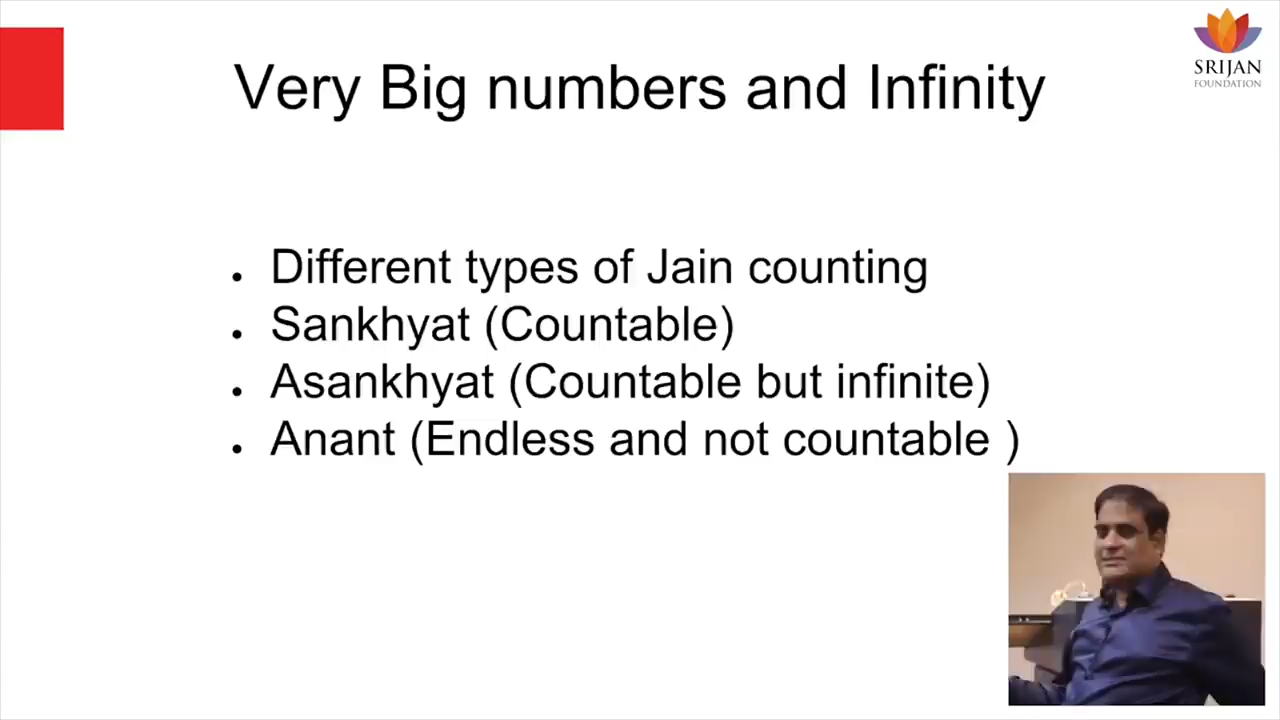 SRIJAN
FOUNDATION
Very Big numbers and Infinity
• Different types of Jain counting
• Sankhyat (Countable)
• Asankhyat (Countable but infinite)
• Anant (Endless and not countable )